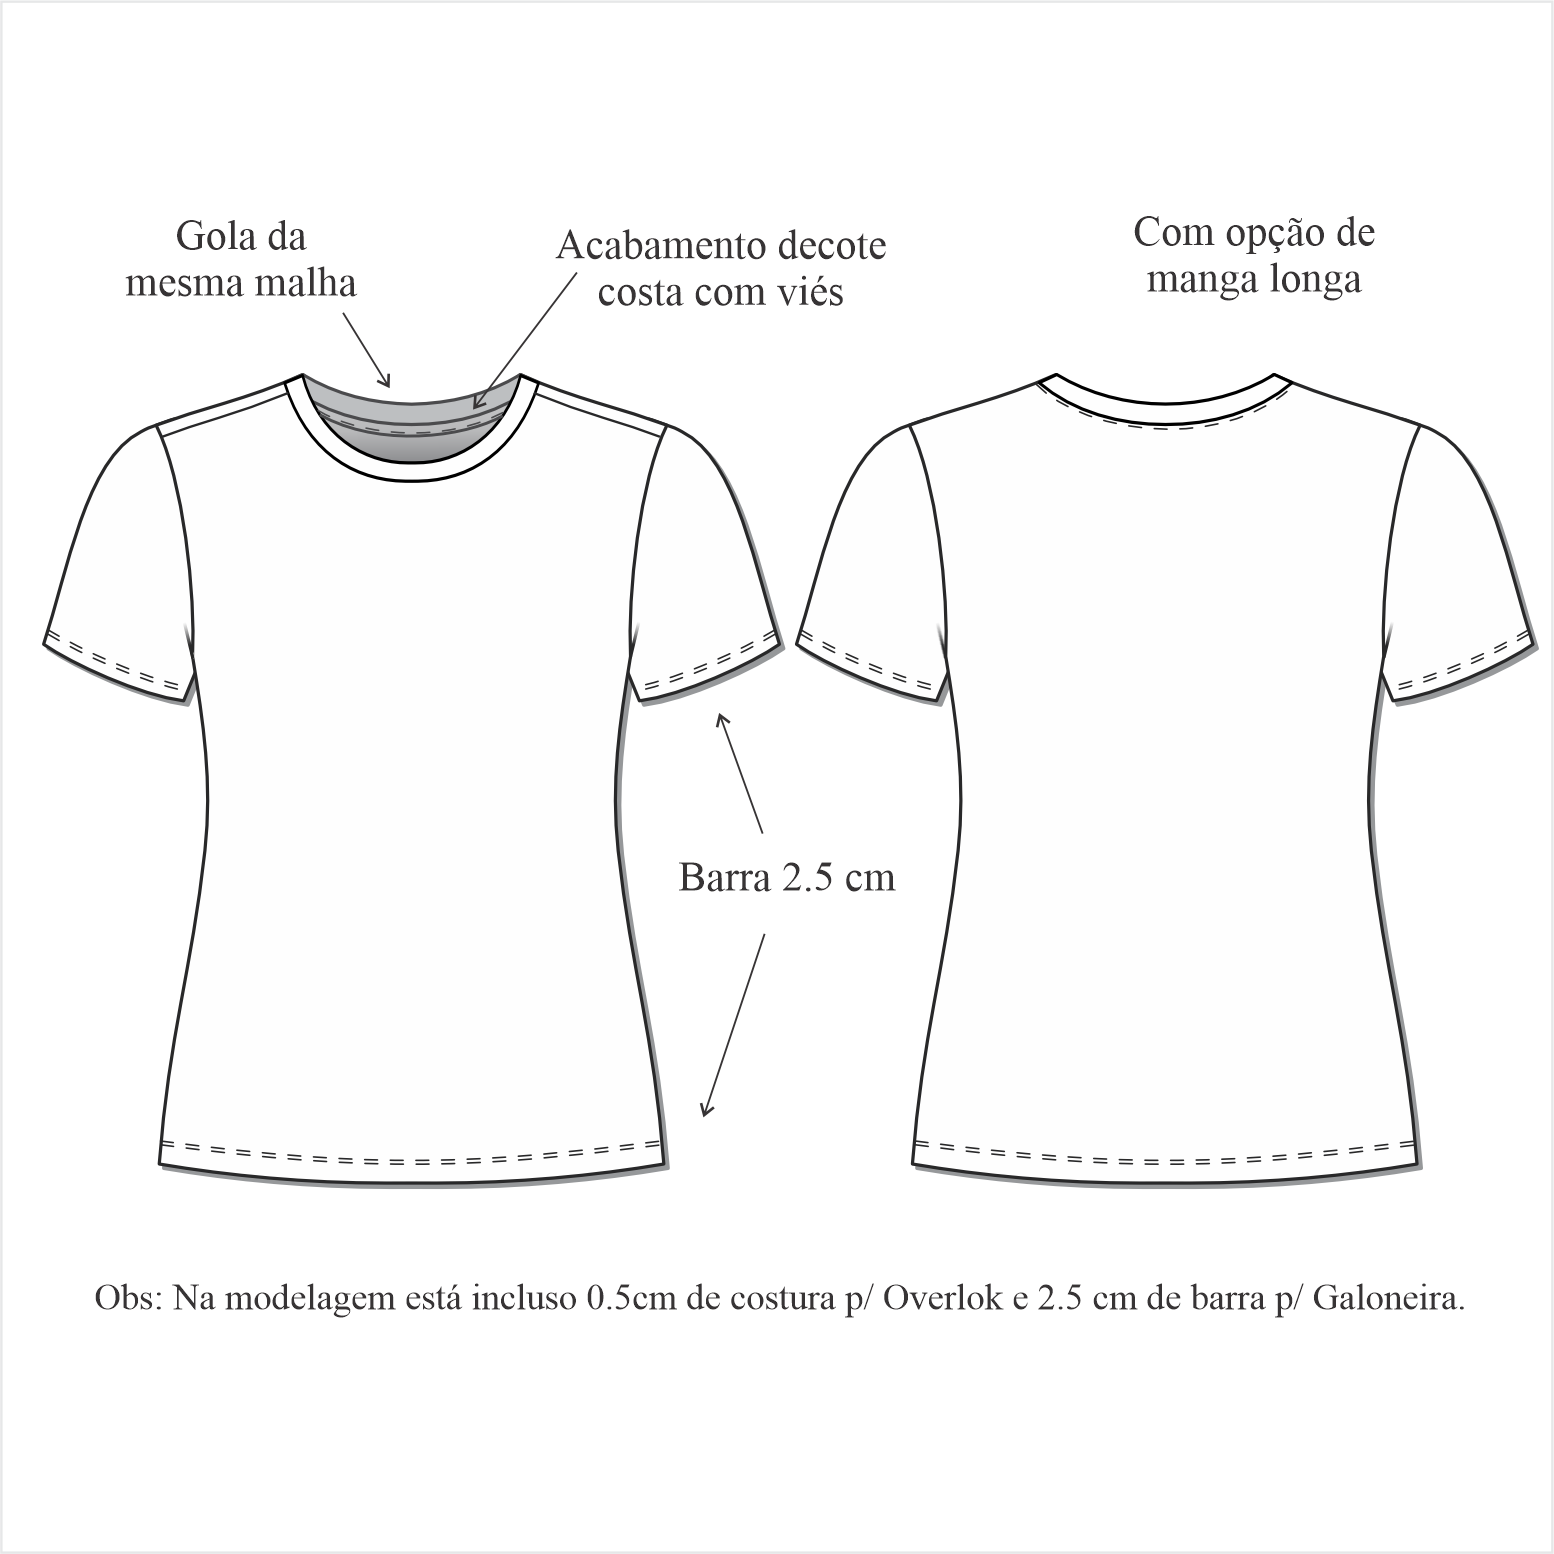 Gola da
mesma malha
Acabamento decote
costa com viés
Com opção de
manga longa
Barra 2.5 cm
Obs: Na modelagem está incluso 0.5cm de costura p/ Overlok e 2.5 cm de barra p/ Galoneira.